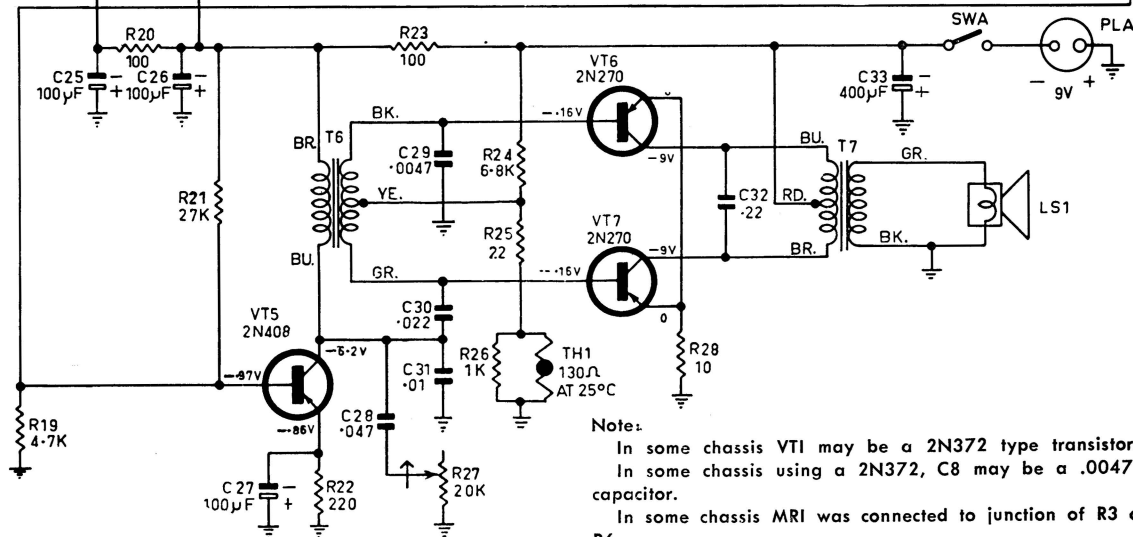 R20
100
R23
100
SWA
PLA
C25
100µF
− +
C26
100µF
− +
VT6
2N270
C33
400µF
− +
− +
9V
BK.
-·16V
BR.
T6
C29
·0047
R24
6·8K
-9V
BU.
T7
GR.
R21
27K
YE.
C32
·22
RD.
LS1
R25
22
VT7
2N270
-9V
BK.
BU.
GR.
--·16V
BR.
VT5
2N408
C30
·022
0
-6·2V
R26
1K
TH1
130Ω
AT 25°C
R28
10
-·97V
C31
·01
R19
4·7K
C28
·047
-·86V
C27
100µF
− +
R22
220
R27
20K
Note:
In some chassis VTI may be a 2N372 type transistor
In some chassis using a 2N372, C8 may be a .0047
capacitor.
In some chassis MRI was connected to junction of R3